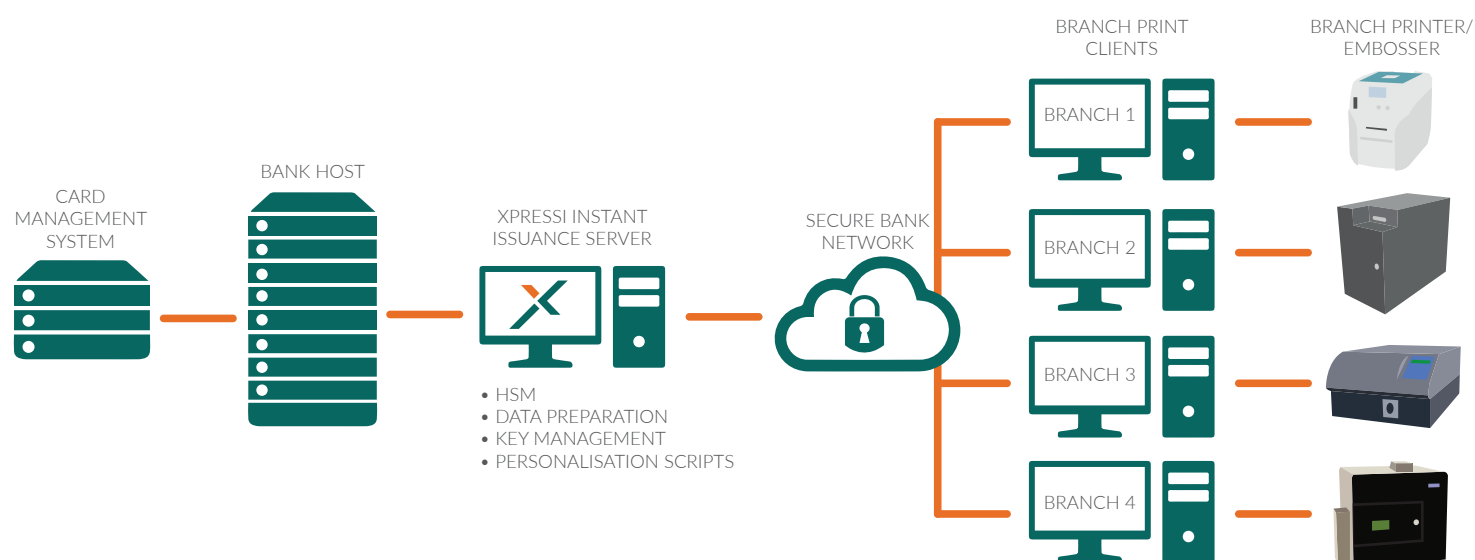 CARD
MANAGEMENT
SYSTEM
BANK HOST
XPRESSI INSTANT
ISSUANCE SERVER
• HSM
• DATA PREPARATION
• KEY MANAGEMENT
• PERSONALISATION SCRIPTS
SECURE BANK
NETWORK
BRANCH PRINT
CLIENTS
BRANCH 1
BRANCH 2
BRANCH 3
BRANCH 4
BRANCH PRINTER/
EMBOSSER